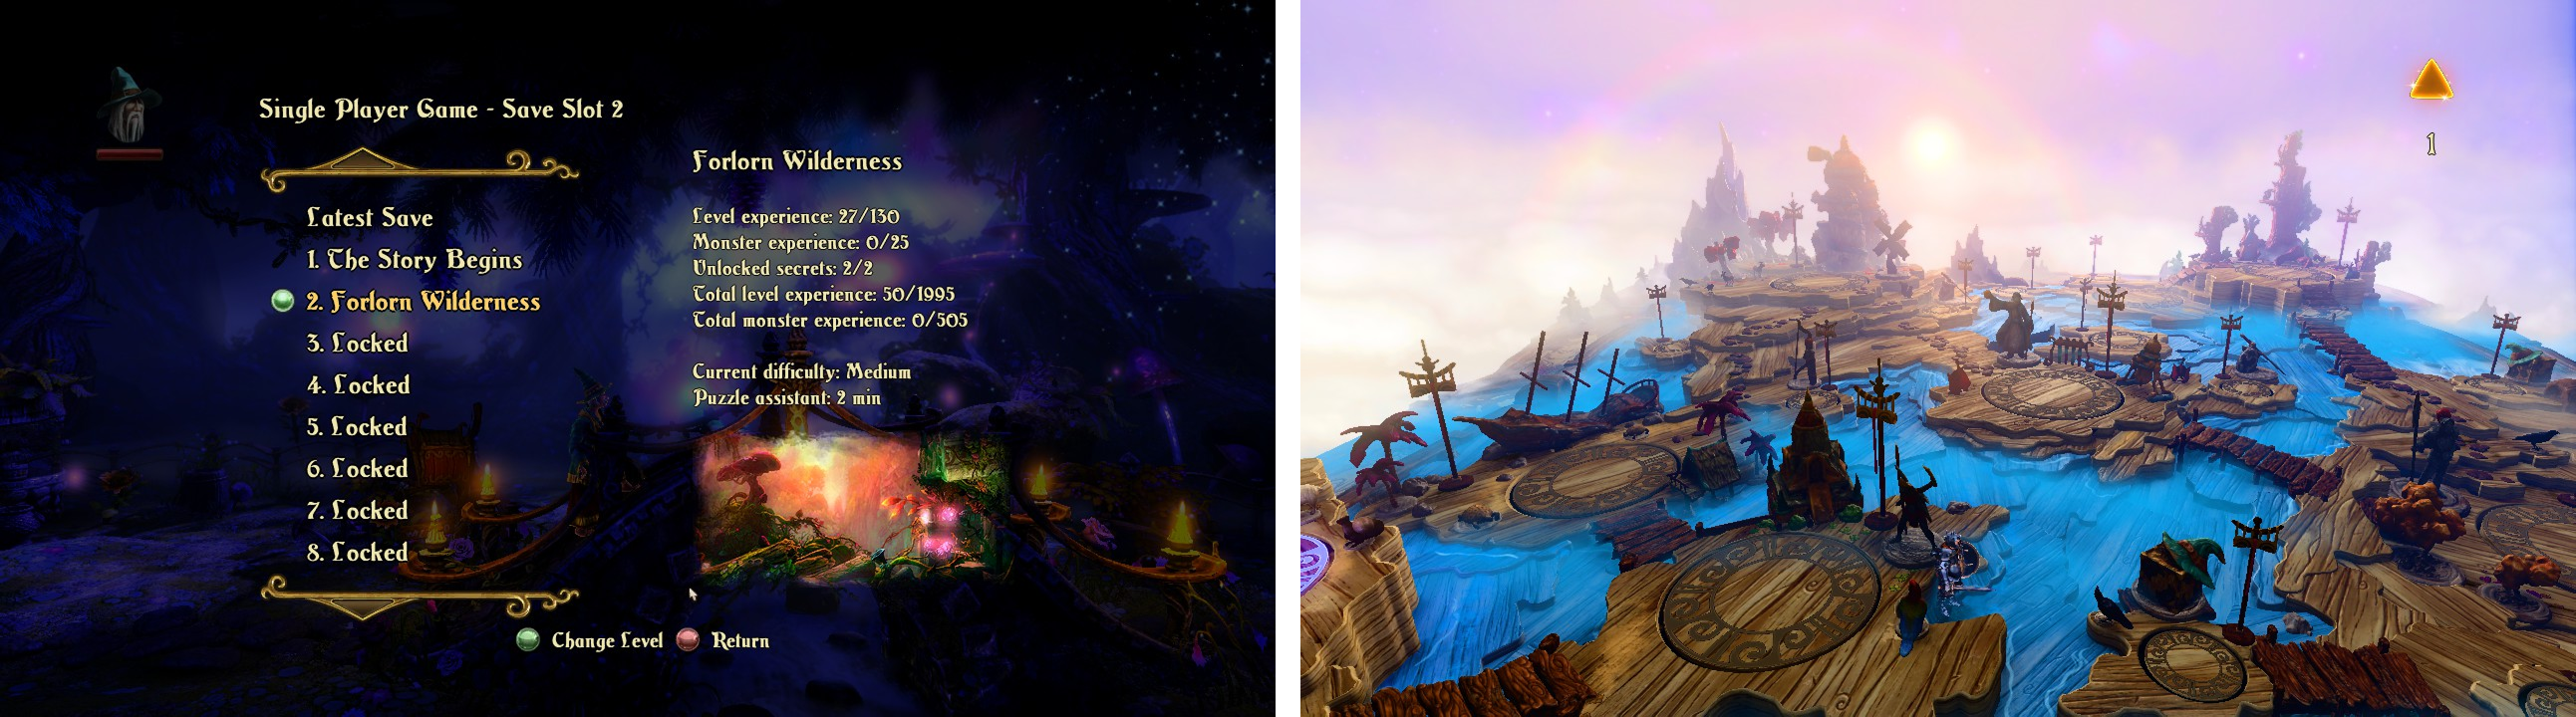 Single Player Game - Save Slot 2
Latest Save
1. The Story Begins
2. Forlorn Wilderness
3. Locked
4. Locked
5. Locked
6. Locked
7. Locked
8. Locked
Forlorn Wilderness
Level experience: 27/130
Monster experience: 0/25
Unlocked secrets: 2/2
Total level experience: 50/1995
Total monster experience: 0/505
Current difficulty: Medium
Puzzle assistant: 2 min
Change Level
Return
1